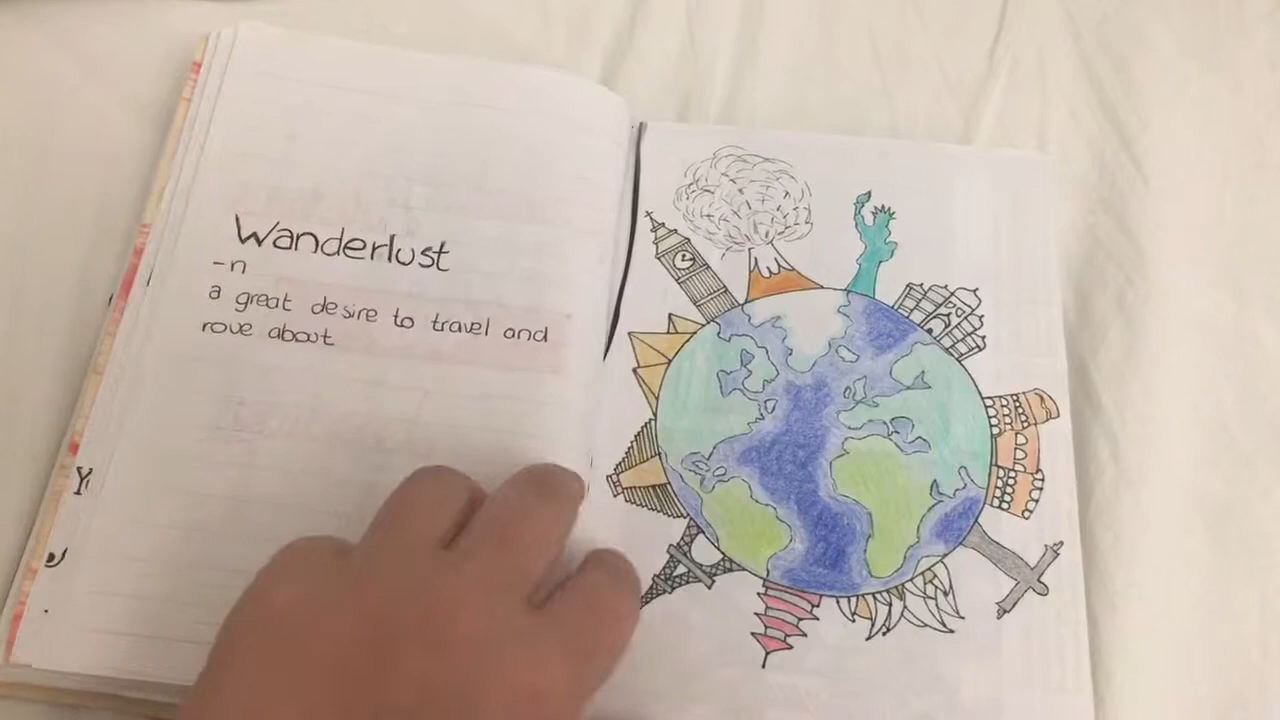 Wanderlust
-n
a great desire to travel and
rove about